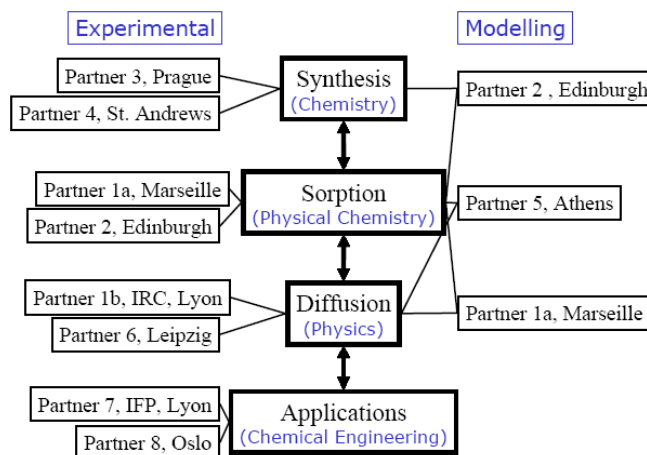 Experimental
Modelling
Partner 3, Prague
Partner 4, St. Andrews
Synthesis
(Chemistry)
Partner 2 , Edinburgh
Partner 1a, Marseille
Partner 2, Edinburgh
Sorption
(Physical Chemistry)
Partner 5, Athens
Partner 1b, IRC, Lyon
Partner 6, Leipzig
Diffusion
(Physics)
Partner 1a, Marseille
Partner 7, IFP, Lyon
Partner 8, Oslo
Applications
(Chemical Engineering)